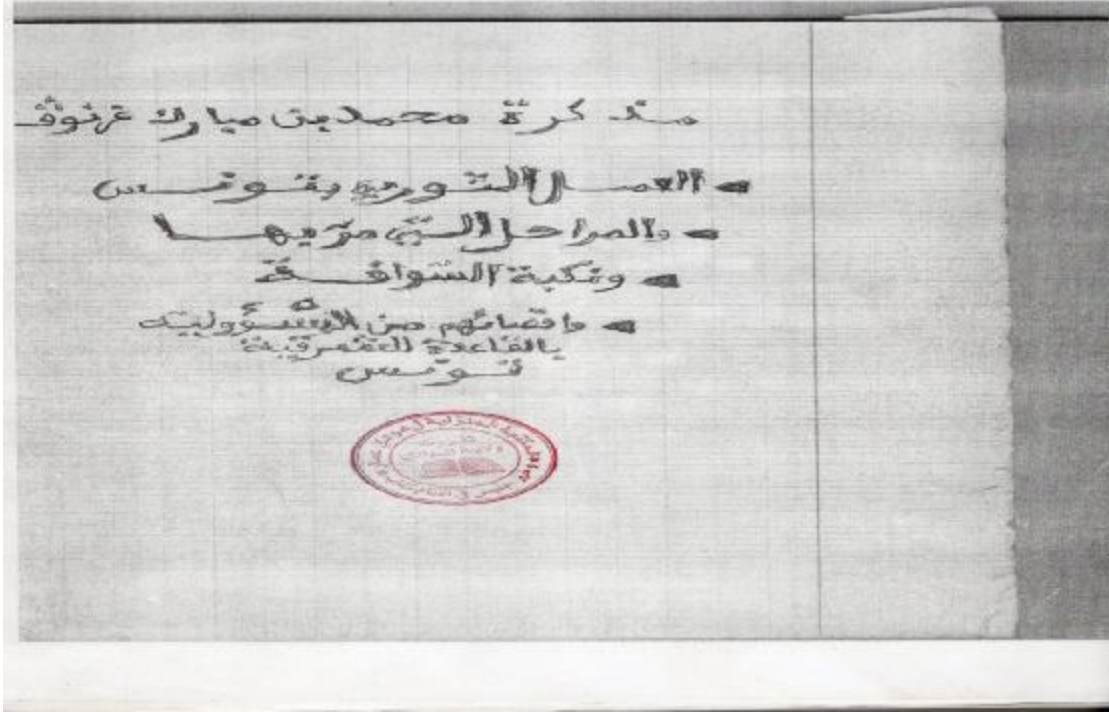 مذكرة محمد بن مبارك
- العمل الثوري بتونس
- والمراحل التي مرّ بها
- ونكبة السوافة
- واقصائهم من المسؤولية
بالقاعدة الشرقية
تونس